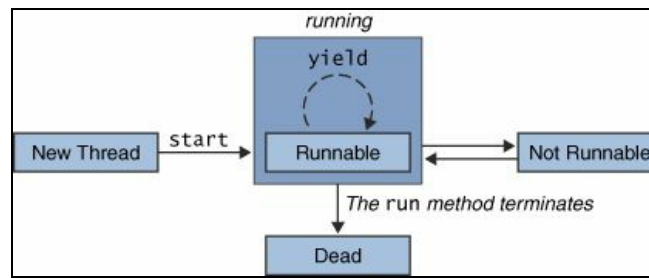 running
yield
New Thread
start
Runnable
Not Runnable
The run method terminates
Dead